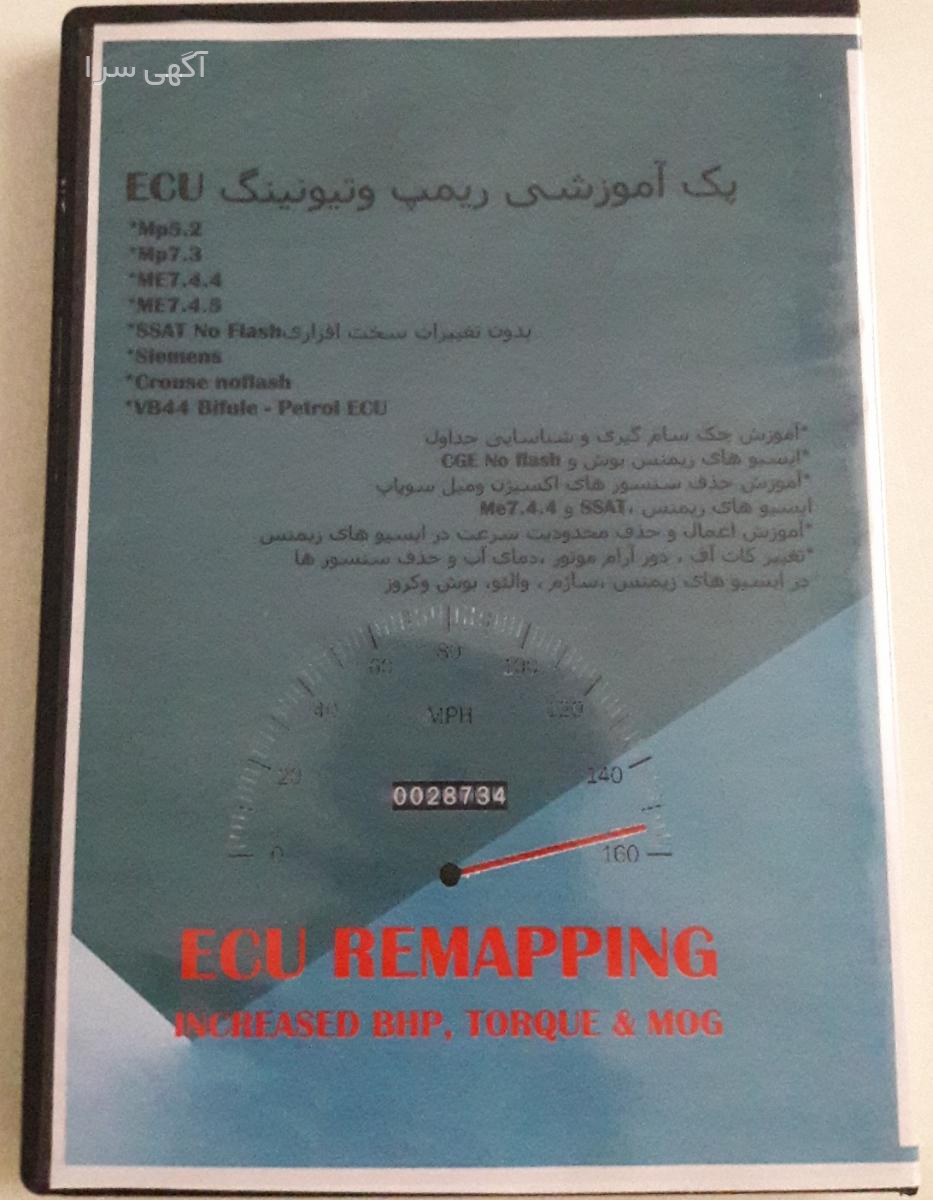 آگهی سرا
پک آموزشی ریمپ وتیونینگ ECU
*Mp5.2
*Mp7.3
*ME7.4.4
*ME7.4.5
*SSAT No Flashبدون تغییرات سخت افزاری
*Siemens
*Crouse noflash
*VB44 Bifule - Petrol ECU
*آموزش چک سام گیری و شناسایی جداول
*ایسیو های زیمنس بوش و CGE No flash
*آموزش حذف سنسور های اکسیژن ومیل سوپاپ
ایسیو های زیمنس ،SSAT و Me7.4.4
*آموزش اعمال و حذف محدودیت سرعت در ایسیو های زیمنس
*تغییر کات آف ، دور آرام موتور ،دمای آب و حذف سنسور ها
در ایسیو های زیمنس ،ساژم ، والئو، بوش وکروز
0 20 40 60 80 100 120 140 160
MPH
0028734
ECU REMAPPING
INCREASED BHP, TORQUE & MOG